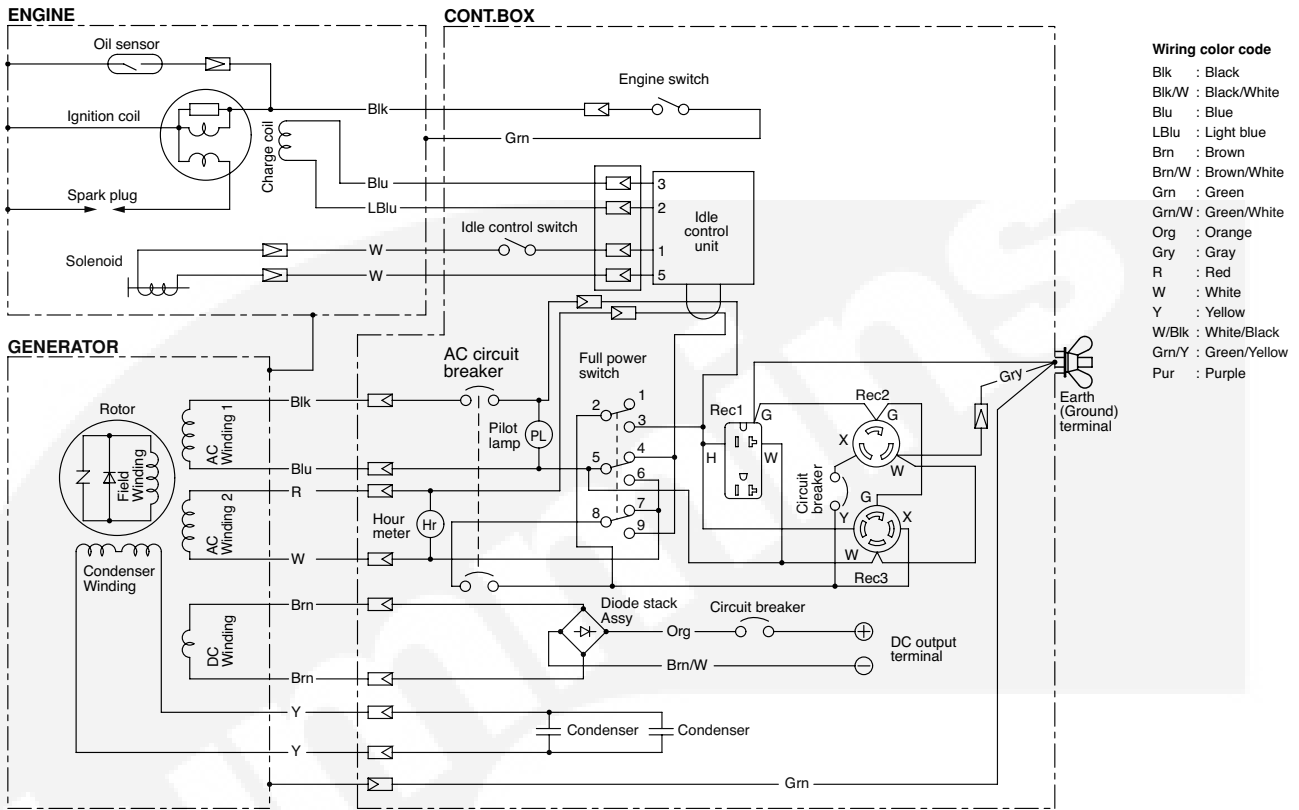 ENGINE
CONT.BOX
Oil sensor
Ignition coil
Charge coil
Spark plug
Solenoid
Blk
Grn
Blu
LBlu
W
W
Engine switch
Idle control switch
3
2
1
5
Idle
control
unit
GENERATOR
Rotor
Field
Winding
AC
Winding 1
AC
Winding 2
Condenser
Winding
DC
Winding
Blk
Blu
R
W
Brn
Brn
Y
Y
AC circuit
breaker
Pilot
lamp
PL
Hour
meter
Hr
Full power
switch
1
2
3
4
5
6
7
8
9
Rec1
G
H
W
Rec2
G
X
W
Circuit
breaker
G
Y
X
W
Rec3
Gry
Earth
(Ground)
terminal
Diode stack
Assy
Circuit breaker
Org
Brn/W
DC output
terminal
Condenser
Condenser
Grn
Wiring color code
Blk : Black
Blk/W : Black/White
Blu : Blue
LBlu : Light blue
Brn : Brown
Brn/W : Brown/White
Grn : Green
Grn/W : Green/White
Org : Orange
Gry : Gray
R : Red
W : White
Y : Yellow
W/Blk : White/Black
Grn/Y : Green/Yellow
Pur : Purple